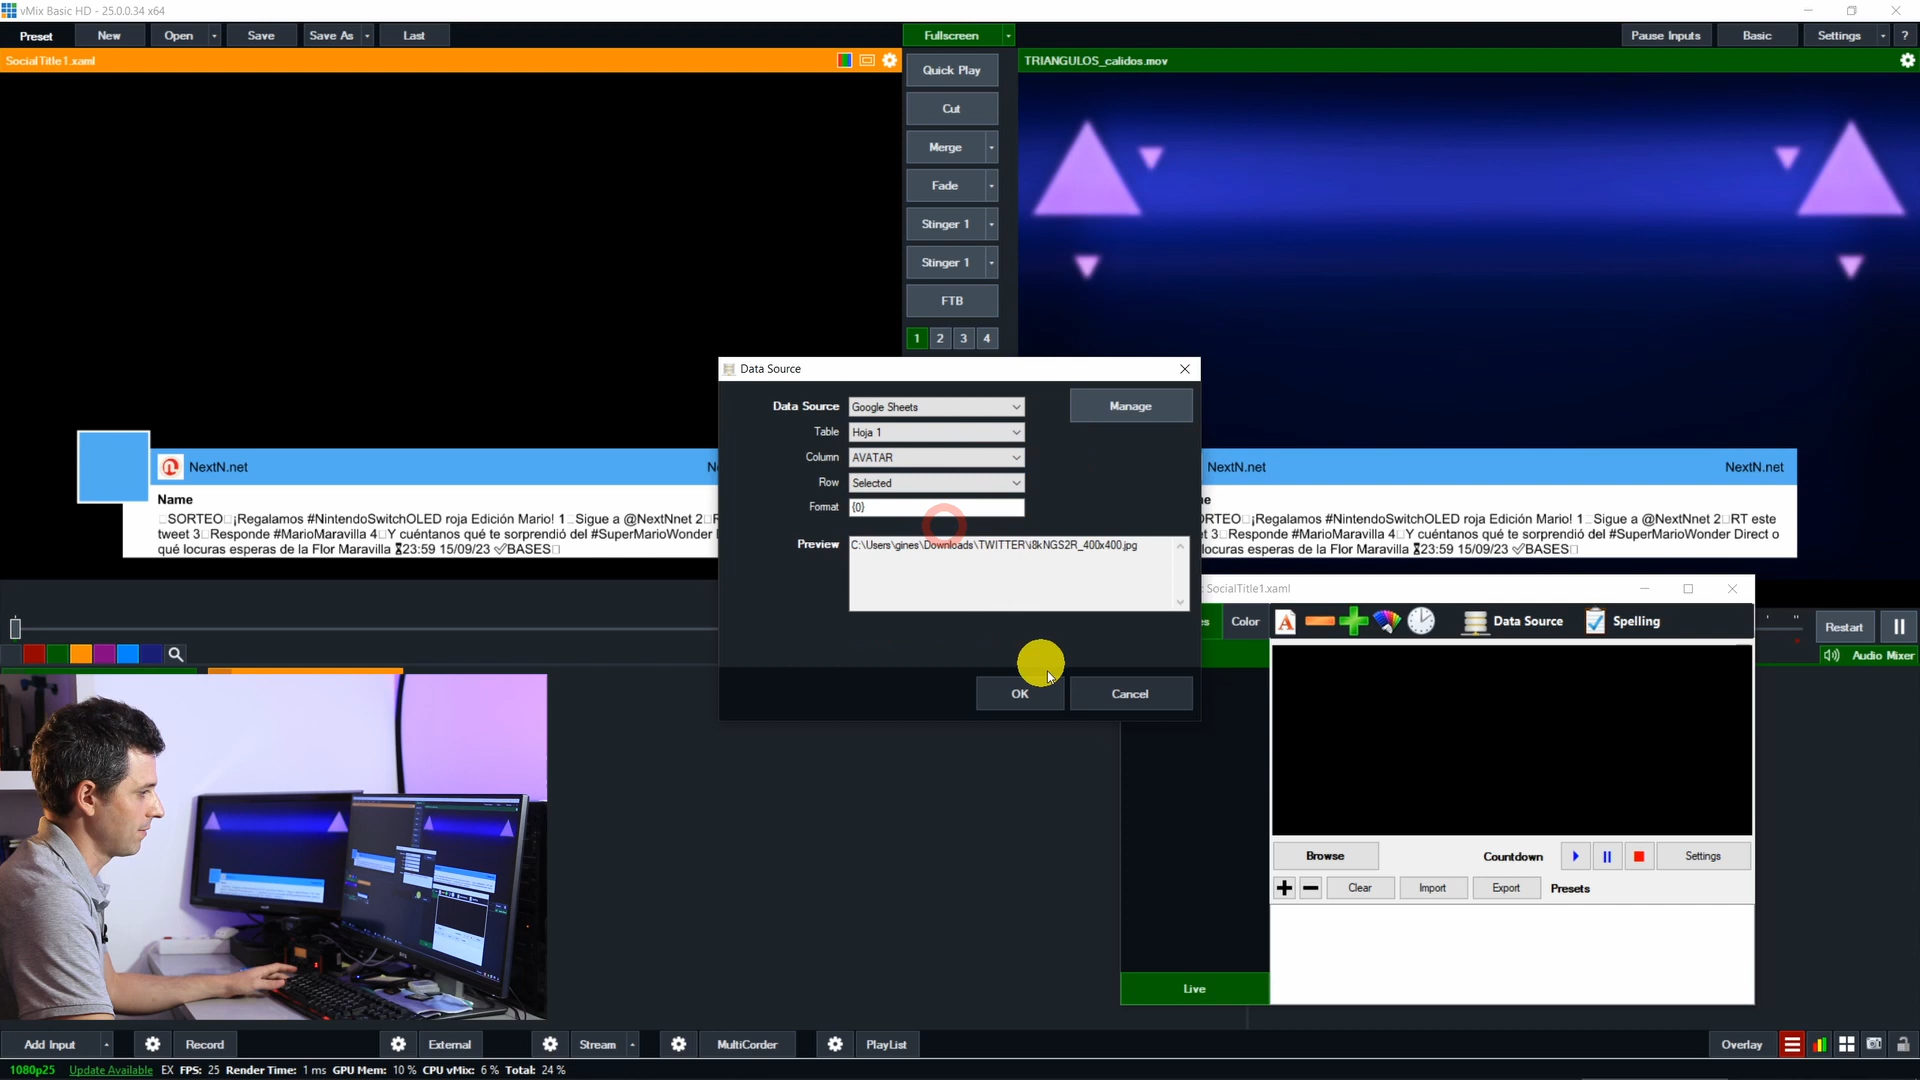 vMix Basic HD - 25.0.0.34 x64
Preset New Open Save Save As Last Fullscreen Pause Inputs Basic Settings ?
SocialTitle1.xaml
TRIANGULOS_calidos.mov
Quick Play
Cut
Merge
Fade
Stinger 1
Stinger 1
FTB
1 2 3 4
Data Source
Data Source Google Sheets Manage
Table Hoja 1
Column AVATAR
Row Selected
Format {0}
Preview C:\Users\gines\Downloads\TWITTER\i8kNGS2R_400x400.jpg
OK Cancel
NextN.net
Name
SORTEO ¡Regalamos #NintendoSwitchOLED roja Edición Mario! 1 Sigue a @NextNnet 2
tweet 3 Responde #MarioMaravilla 4 Y cuéntanos qué te sorprendió del #SuperMarioWonder
qué locuras esperas de la Flor Maravilla ⌛23:59 15/09/23 ✅BASES
NextN.net NextN.net
RTEO ¡Regalamos #NintendoSwitchOLED roja Edición Mario! 1 Sigue a @NextNnet 2 RT este
t 3 Responde #MarioMaravilla 4 Y cuéntanos qué te sorprendió del #SuperMarioWonder Direct o
locuras esperas de la Flor Maravilla ⌛23:59 15/09/23 ✅BASES
SocialTitle1.xaml
Color A Data Source Spelling
Restart
Audio Mixer
Browse Countdown Settings
Clear Import Export Presets
Live
Add Input Record External Stream MultiCorder PlayList Overlay
1080p25 Update Available EX FPS: 25 Render Time: 1 ms GPU Mem: 10 % CPU vMix: 6 % Total: 24 %